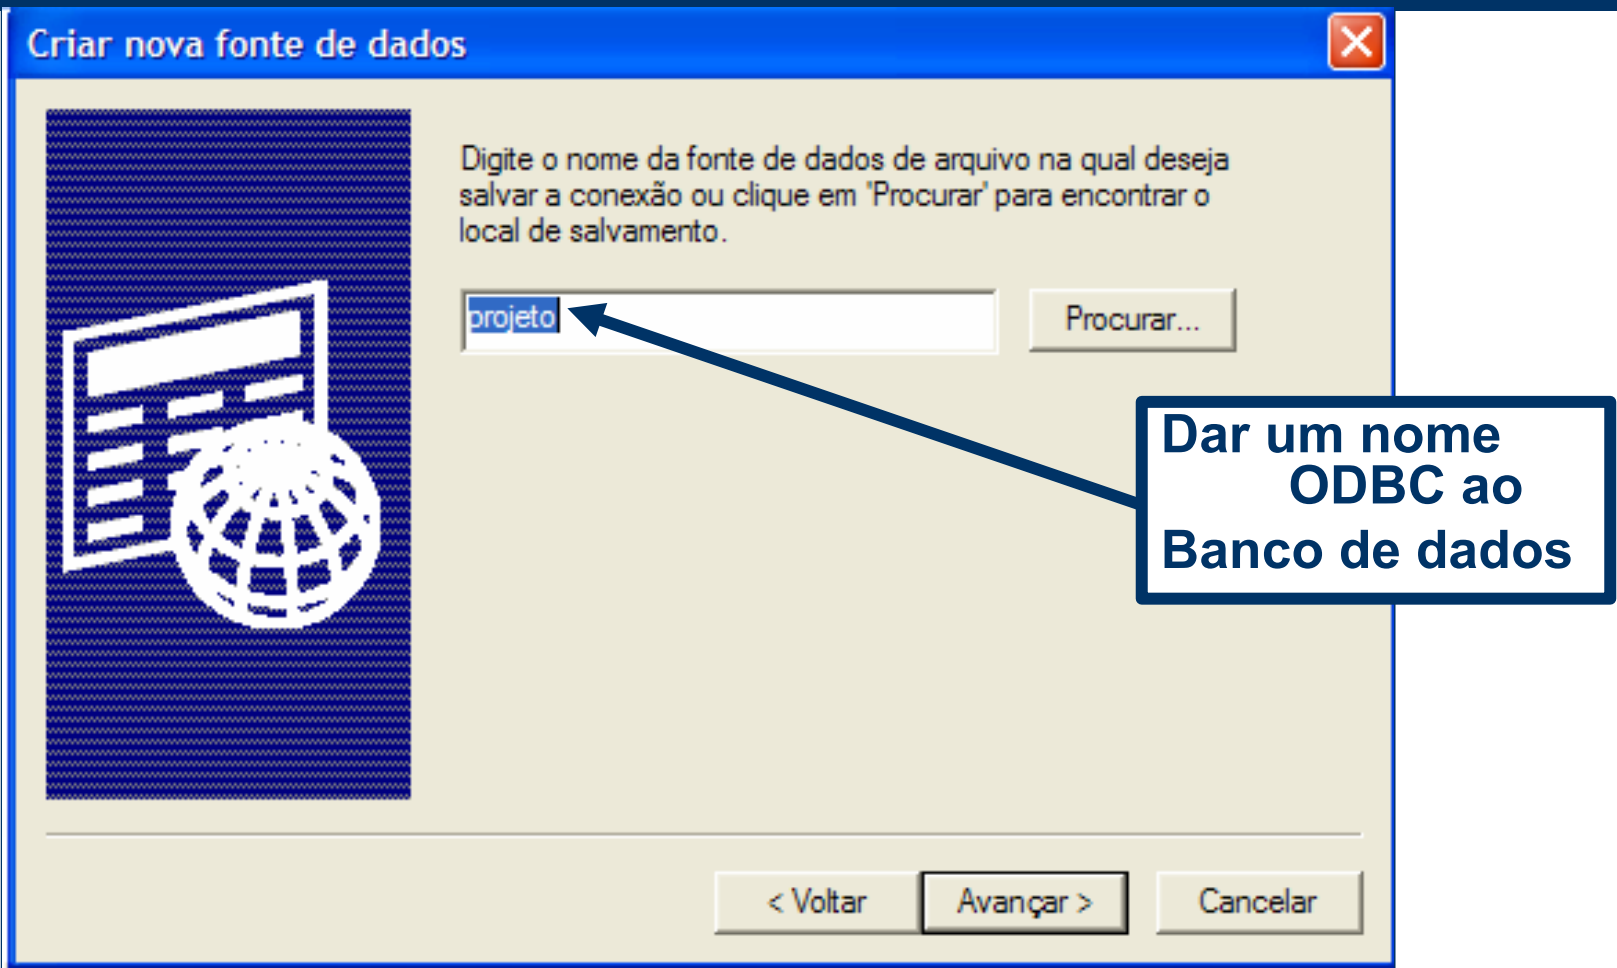 Criar nova fonte de dados
Digite o nome da fonte de dados de arquivo na qual deseja
salvar a conexão ou clique em 'Procurar' para encontrar o
local de salvamento.
projeto
Procurar...
Dar um nome
ODBC ao
Banco de dados
< Voltar
Avançar >
Cancelar